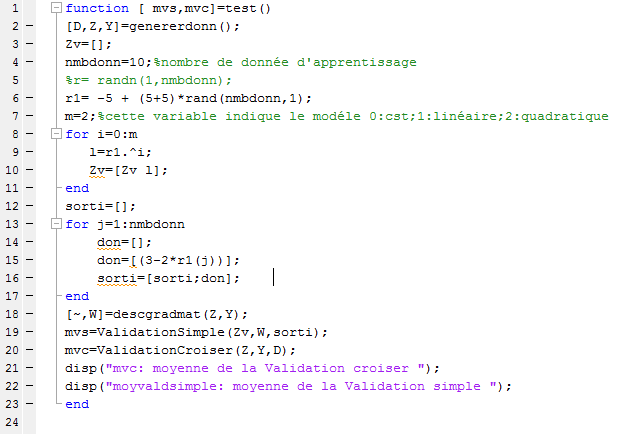 1 function [ mvs,mvc]=test()
2 [D,Z,Y]=genererdonn();
3 Zv=[];
4 nmbdonn=10;%nombre de donnée d'apprentissage
5 %r= randn(1,nmbdonn);
6 r1= -5 + (5+5)*rand(nmbdonn,1);
7 m=2;%cette variable indique le modéle 0:cst;1:linéaire;2:quadratique
8 for i=0:m
9 l=r1.^i;
10 Zv=[Zv l];
11 end
12 sorti=[];
13 for j=1:nmbdonn
14 don=[];
15 don=[(3-2*r1(j))];
16 sorti=[sorti;don];
17 end
18 [~,W]=descgradmat(Z,Y);
19 mvs=ValidationSimple(Zv,W,sorti);
20 mvc=ValidationCroiser(Z,Y,D);
21 disp("mvc: moyenne de la Validation croiser ");
22 disp("moyvaldsimple: moyenne de la Validation simple ");
23 end
24